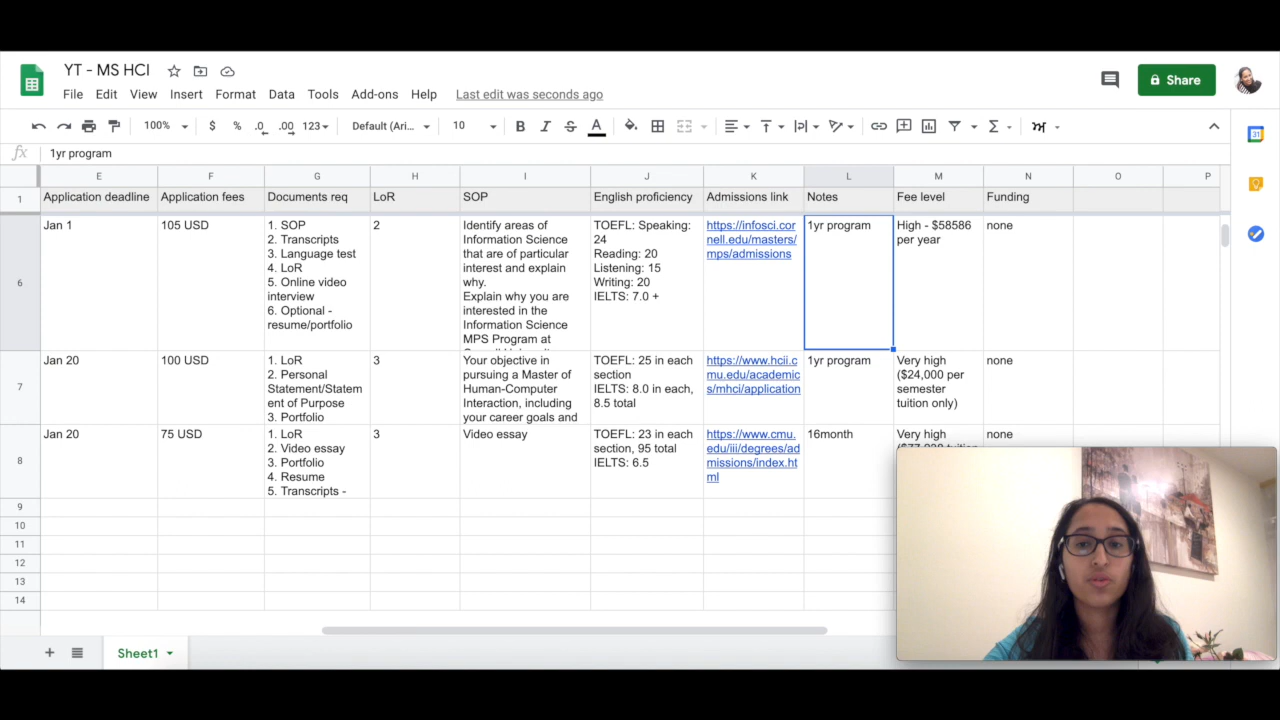 YT - MS HCI
Share
File Edit View Insert Format Data Tools Add-ons Help Last edit was seconds ago
100% $ % .0 .00 123 Default (Ari... 10 B I S A
fx 1yr program
E F G H I J K L M N O P
1 Application deadline Application fees Documents req LoR SOP English proficiency Admissions link Notes Fee level Funding
6
Jan 1
105 USD
1. SOP
2. Transcripts
3. Language test
4. LoR
5. Online video
interview
6. Optional -
resume/portfolio
2
Identify areas of
Information Science
that are of particular
interest and explain
why.
Explain why you are
interested in the
Information Science
MPS Program at
TOEFL: Speaking:
24
Reading: 20
Listening: 15
Writing: 20
IELTS: 7.0 +
https://infosci.cor
nell.edu/masters/
mps/admissions
1yr program
High - $58586
per year
none
7
Jan 20
100 USD
1. LoR
2. Personal
Statement/Statem
ent of Purpose
3. Portfolio
3
Your objective in
pursuing a Master of
Human-Computer
Interaction, including
your career goals and
TOEFL: 25 in each
section
IELTS: 8.0 in each,
8.5 total
https://www.hcii.c
mu.edu/academic
s/mhci/application
1yr program
Very high
($24,000 per
semester
tuition only)
none
8
Jan 20
75 USD
1. LoR
2. Video essay
3. Portfolio
4. Resume
5. Transcripts -
3
Video essay
TOEFL: 23 in each
section, 95 total
IELTS: 6.5
https://www.cmu.
edu/iii/degrees/ad
missions/index.ht
ml
16month
Very high
none
9
10
11
12
13
14
Sheet1
31